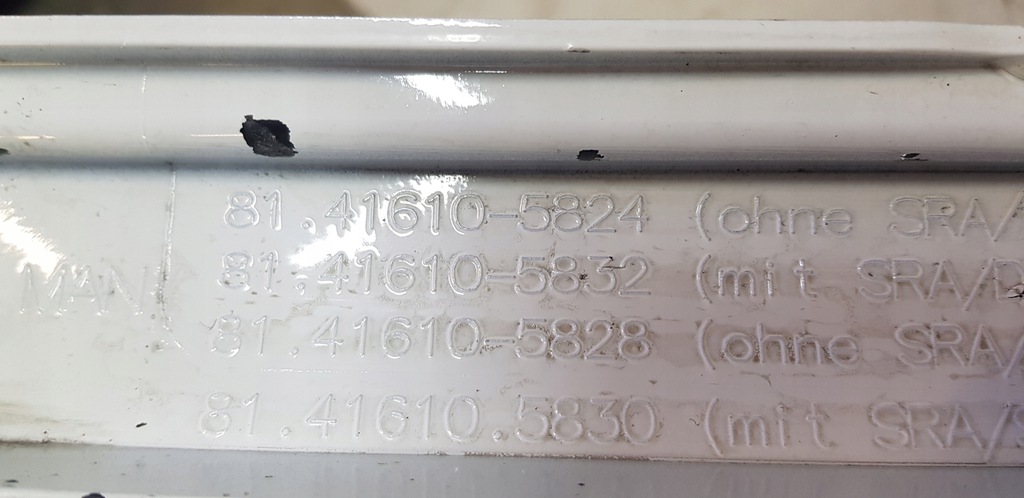 81.41610-5824 (ohne SRA/
MAN 81.41610-5832 (mit SRA/D
81.41610-5828 (ohne SRA/
81.41610.5830 (mit SRA/S